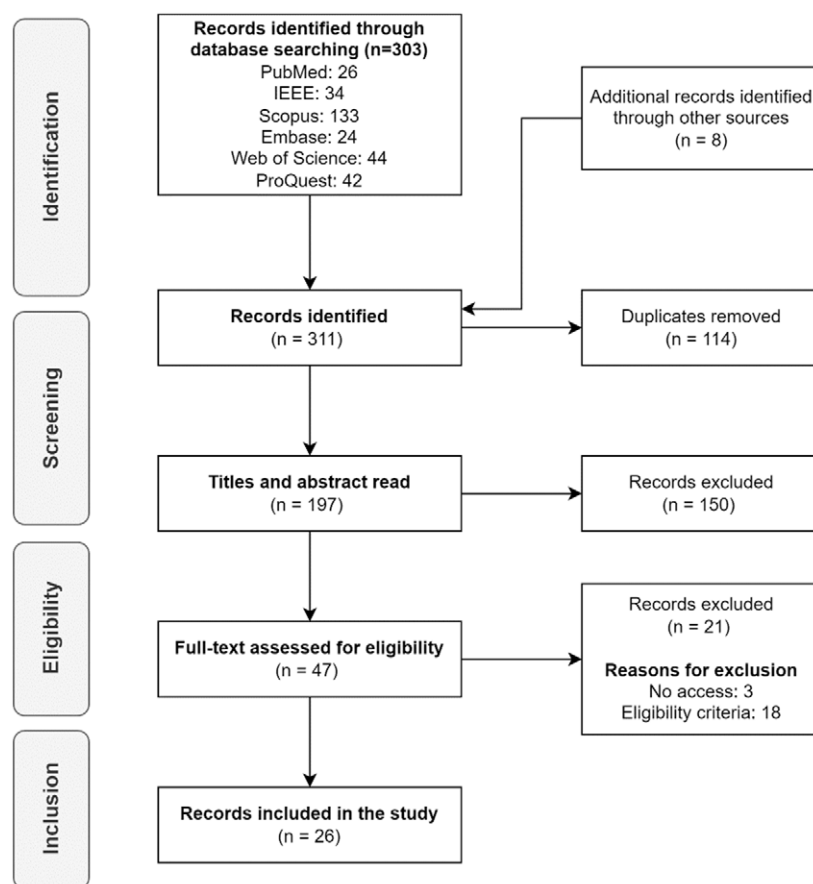 Identification
Records identified through
database searching (n=303)
PubMed: 26
IEEE: 34
Scopus: 133
Embase: 24
Web of Science: 44
ProQuest: 42
Additional records identified
through other sources
(n = 8)
Records identified
(n = 311)
Duplicates removed
(n = 114)
Screening
Titles and abstract read
(n = 197)
Records excluded
(n = 150)
Eligibility
Full-text assessed for eligibility
(n = 47)
Records excluded
(n = 21)
Reasons for exclusion
No access: 3
Eligibility criteria: 18
Inclusion
Records included in the study
(n = 26)